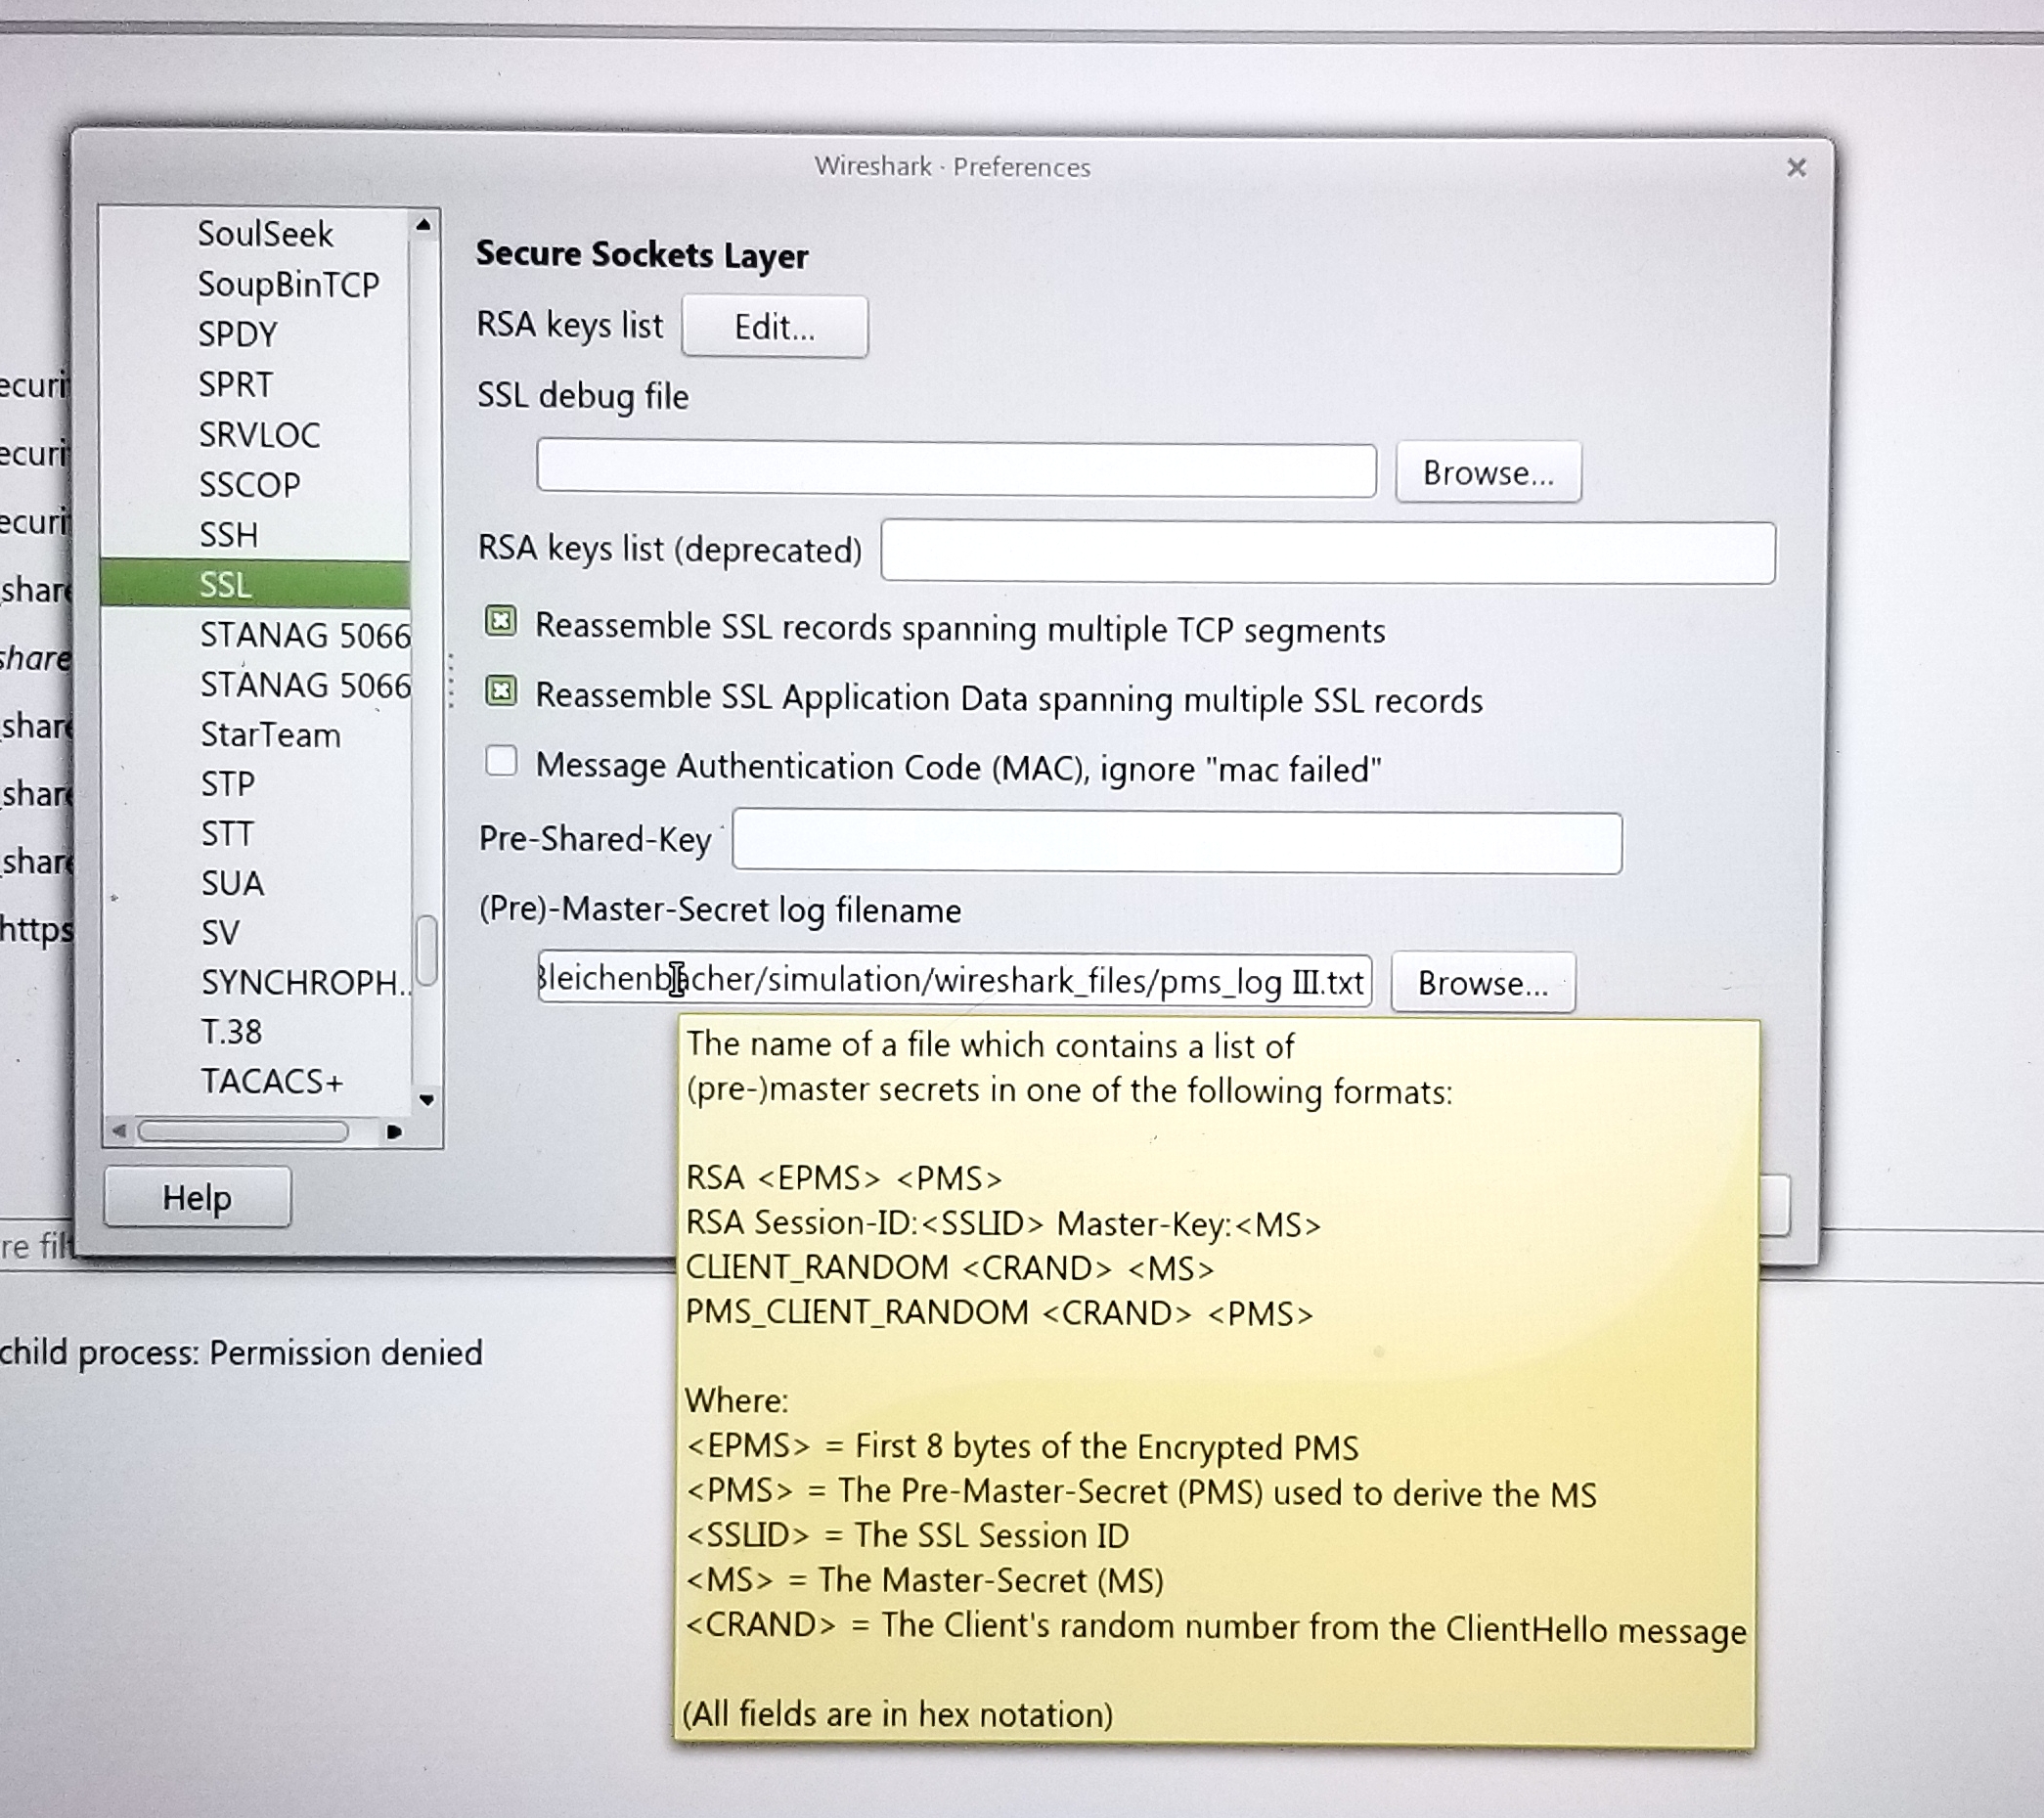 Wireshark · Preferences
SoulSeek
SoupBinTCP
SPDY
SPRT
SRVLOC
SSCOP
SSH
SSL
STANAG 5066
STANAG 5066
StarTeam
STP
STT
SUA
SV
SYNCHROPH..
T.38
TACACS+
Help
Secure Sockets Layer
RSA keys list Edit...
SSL debug file
Browse...
RSA keys list (deprecated)
Reassemble SSL records spanning multiple TCP segments
Reassemble SSL Application Data spanning multiple SSL records
Message Authentication Code (MAC), ignore "mac failed"
Pre-Shared-Key
(Pre)-Master-Secret log filename
Bleichenbacher/simulation/wireshark_files/pms_log III.txt Browse...
The name of a file which contains a list of
(pre-)master secrets in one of the following formats:
RSA <EPMS> <PMS>
RSA Session-ID:<SSLID> Master-Key:<MS>
CLIENT_RANDOM <CRAND> <MS>
PMS_CLIENT_RANDOM <CRAND> <PMS>
Where:
<EPMS> = First 8 bytes of the Encrypted PMS
<PMS> = The Pre-Master-Secret (PMS) used to derive the MS
<SSLID> = The SSL Session ID
<MS> = The Master-Secret (MS)
<CRAND> = The Client's random number from the ClientHello message
(All fields are in hex notation)
ecuri
ecuri
ecuri
share
share
share
share
share
https
re filt
child process: Permission denied